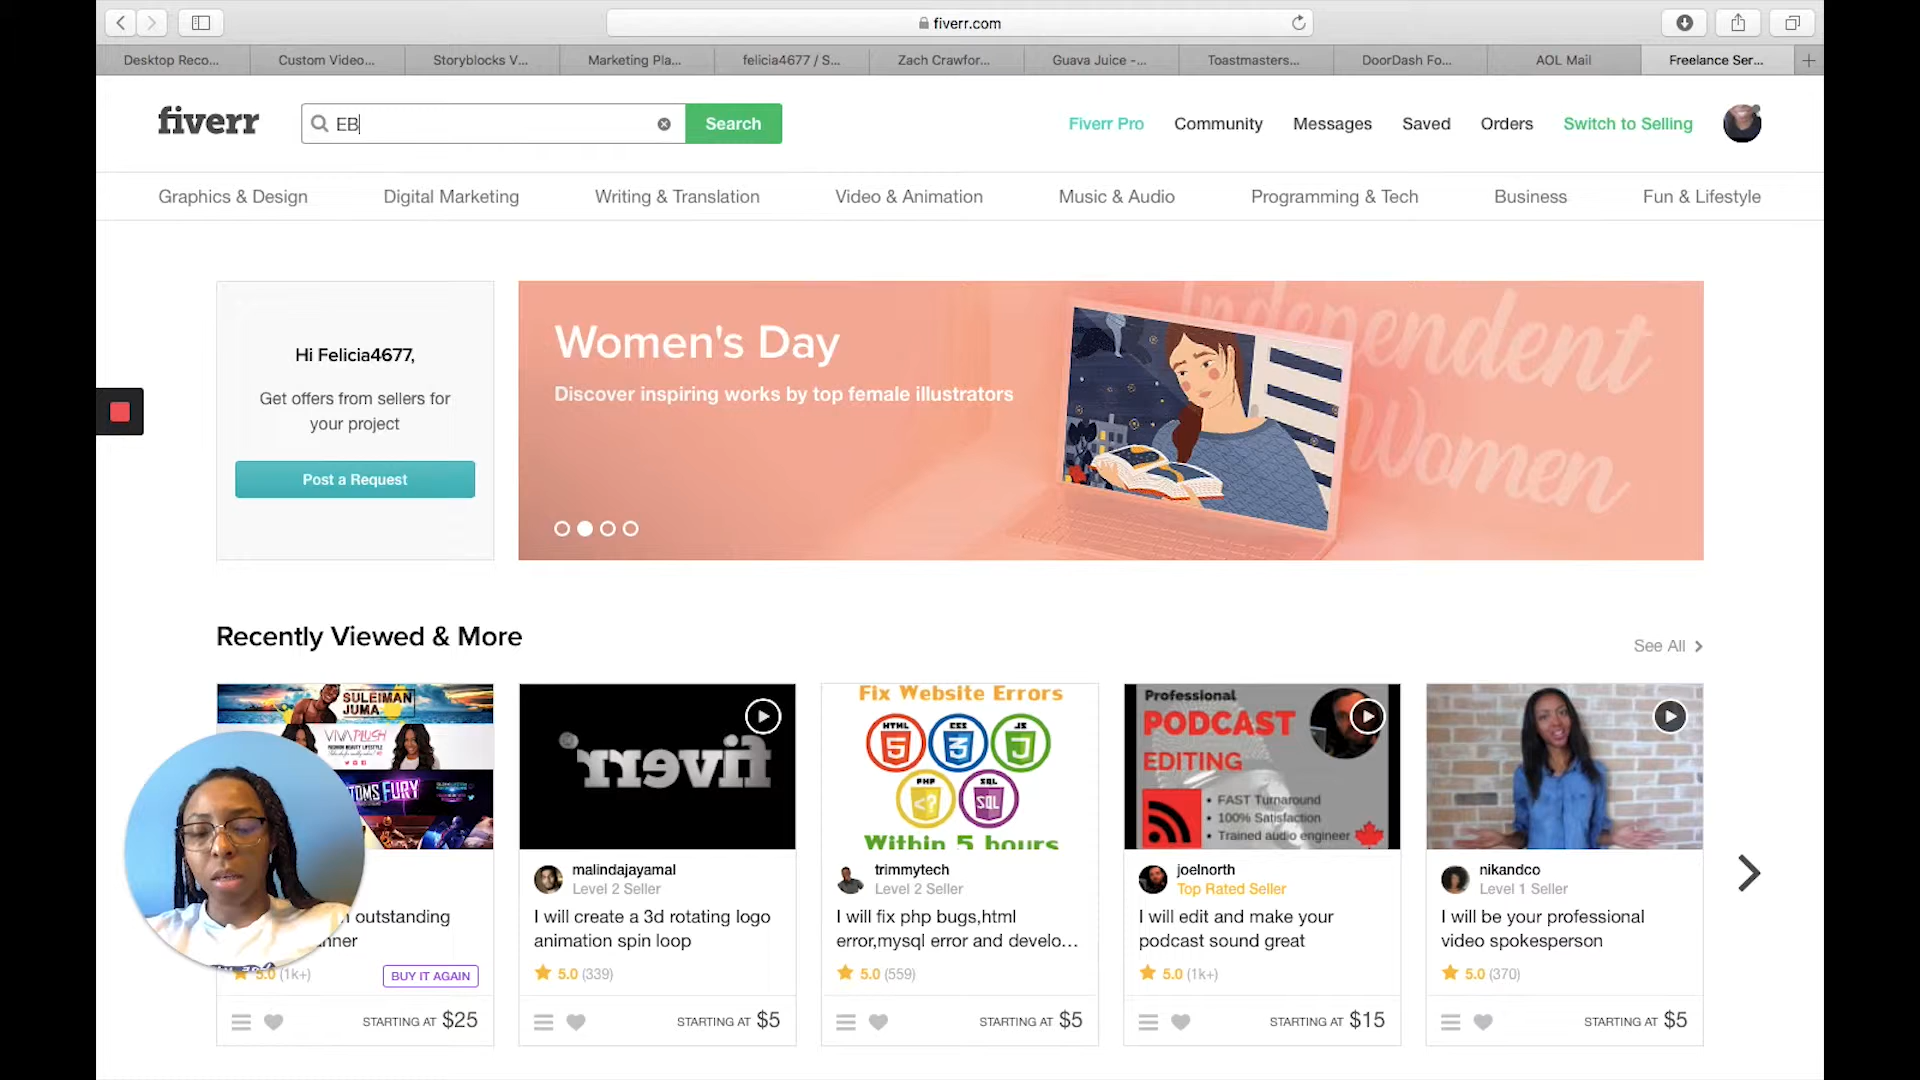 fiverr.com
Desktop Reco...
Custom Video...
Storyblocks V...
Marketing Pla...
felicia4677 / S...
Zach Crawfor...
Guava Juice -...
Toastmasters...
DoorDash Fo...
AOL Mail
Freelance Ser...
fiverr
EB
Search
Fiverr Pro
Community
Messages
Saved
Orders
Switch to Selling
Graphics & Design
Digital Marketing
Writing & Translation
Video & Animation
Music & Audio
Programming & Tech
Business
Fun & Lifestyle
Hi Felicia4677,
Get offers from sellers for
your project
Post a Request
Women's Day
Discover inspiring works by top female illustrators
Independent
Women
Recently Viewed & More
See All
SULEIMAN
JUMA
VIVAPLUSH
FURY
outstanding
5.0 (1k+)
BUY IT AGAIN
STARTING AT $25
fiverr
malindajayamal
Level 2 Seller
I will create a 3d rotating logo
animation spin loop
5.0 (339)
STARTING AT $5
Fix Website Errors
HTML
CSS
JS
5
3
PHP
SQL
<?
SQL
Within 5 hours
trimmytech
Level 2 Seller
I will fix php bugs,html
error,mysql error and develo...
5.0 (559)
STARTING AT $5
Professional
PODCAST
EDITING
• FAST Turnaround
• 100% Satisfaction
• Trained audio engineer
joelnorth
Top Rated Seller
I will edit and make your
podcast sound great
5.0 (1k+)
STARTING AT $15
nikandco
Level 1 Seller
I will be your professional
video spokesperson
5.0 (370)
STARTING AT $5